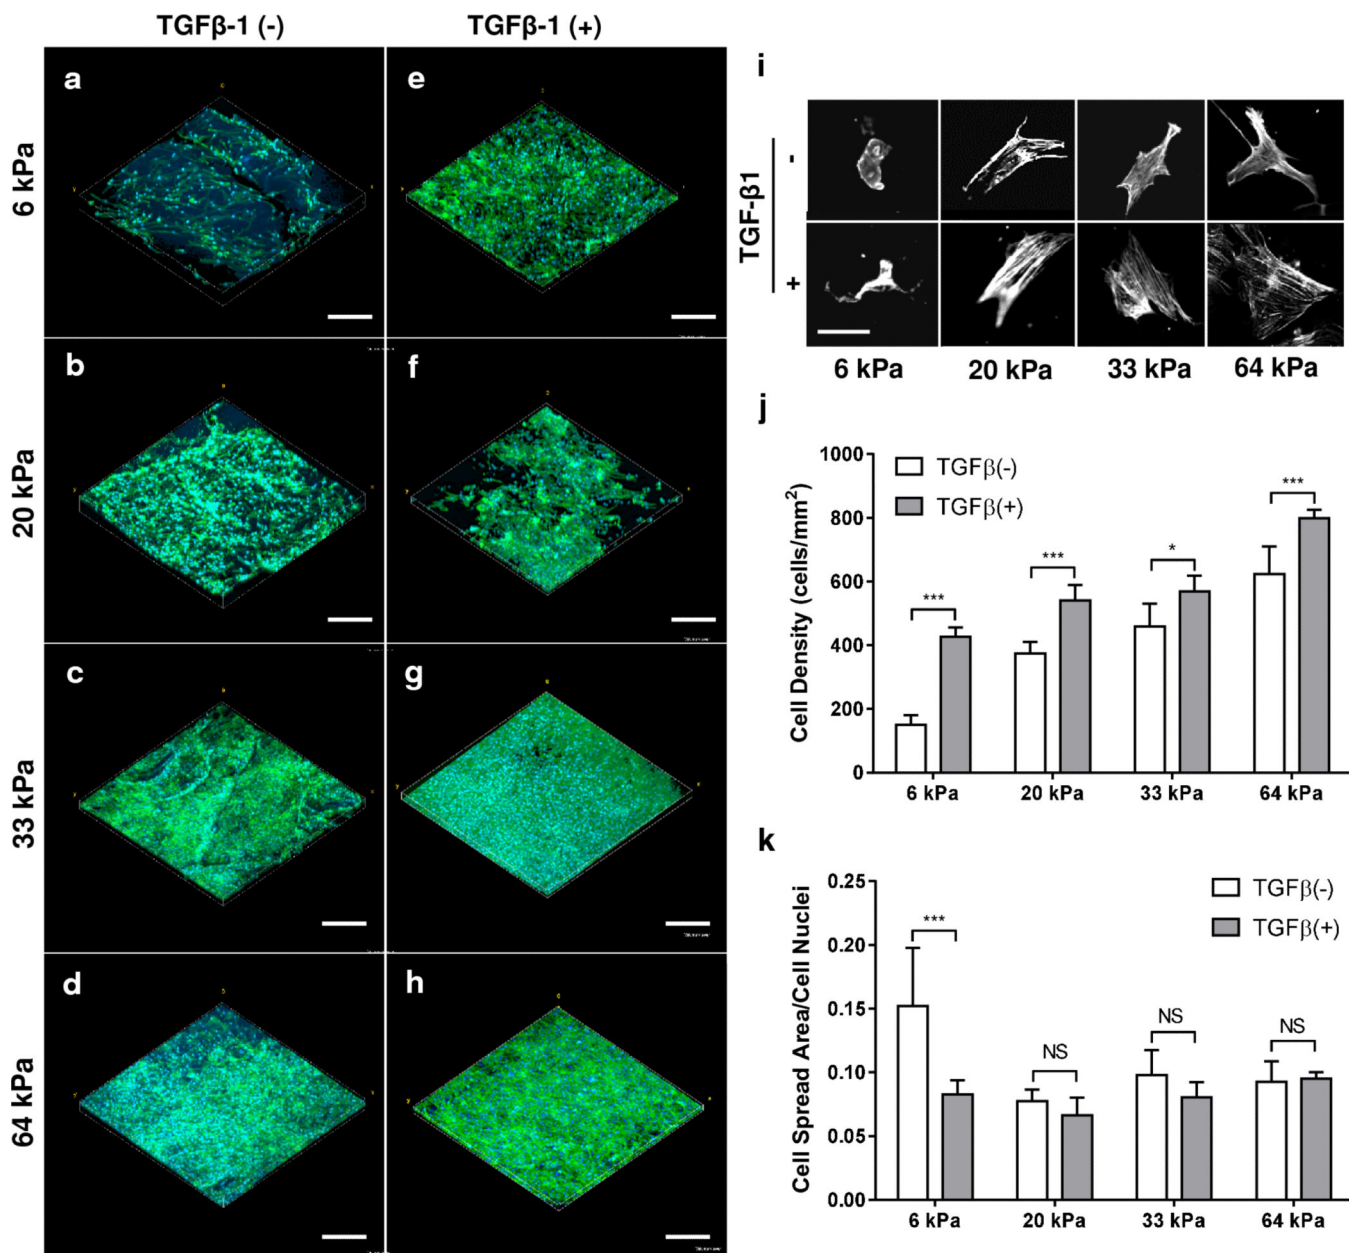 TGFβ-1 (-)
TGFβ-1 (+)
6 kPa
20 kPa
33 kPa
64 kPa
a
e
b
f
c
g
d
h
i
TGF-β1
-
+
6 kPa
20 kPa
33 kPa
64 kPa
j
Cell Density (cells/mm²)
1000
800
600
400
200
0
TGFβ(-)
TGFβ(+)
***
***
*
***
6 kPa
20 kPa
33 kPa
64 kPa
k
Cell Spread Area/Cell Nuclei
0.25
0.20
0.15
0.10
0.05
0.00
TGFβ(-)
TGFβ(+)
***
NS
NS
NS
6 kPa
20 kPa
33 kPa
64 kPa